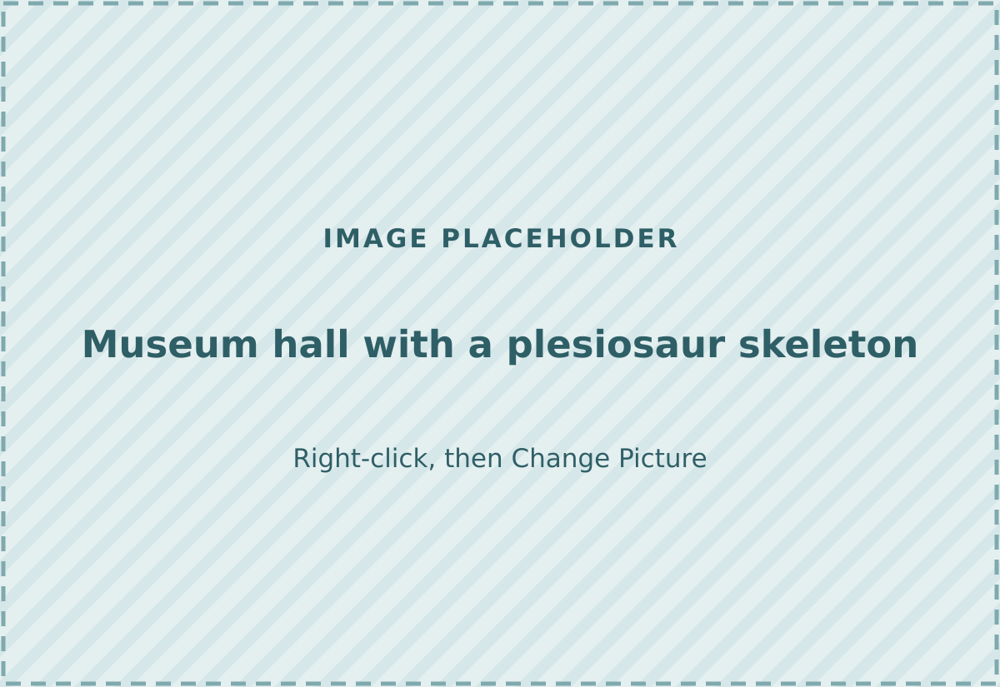 IMAGE PLACEHOLDER
Museum hall with a plesiosaur skeleton
Right-click, then Change Picture